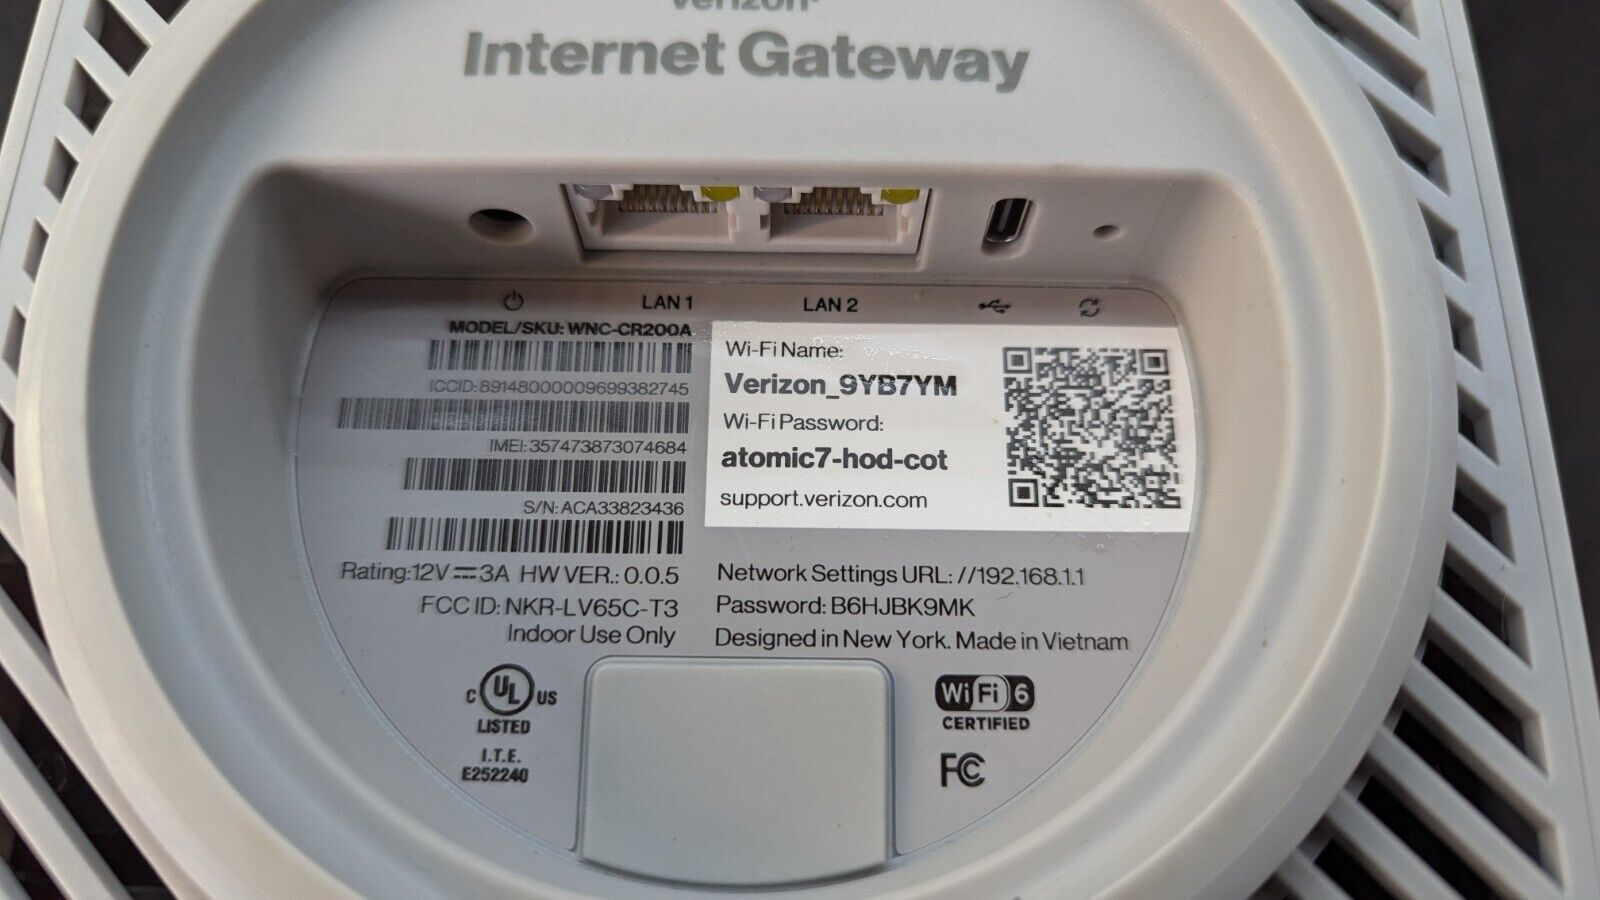 verizon
Internet Gateway
LAN 1
LAN 2
MODEL/SKU: WNC-CR200A
ICCID: 89148000009699382745
IMEI: 357473873074684
S/N: ACA33823436
Rating: 12V 3A HW VER.: 0.0.5
FCC ID: NKR-LV65C-T3
Indoor Use Only
Wi-Fi Name:
Verizon_9YB7YM
Wi-Fi Password:
atomic7-hod-cot
support.verizon.com
Network Settings URL: //192.168.1.1
Password: B6HJBK9MK
Designed in New York. Made in Vietnam
C UL US
LISTED
I.T.E.
E252240
Wi Fi 6
CERTIFIED
FC